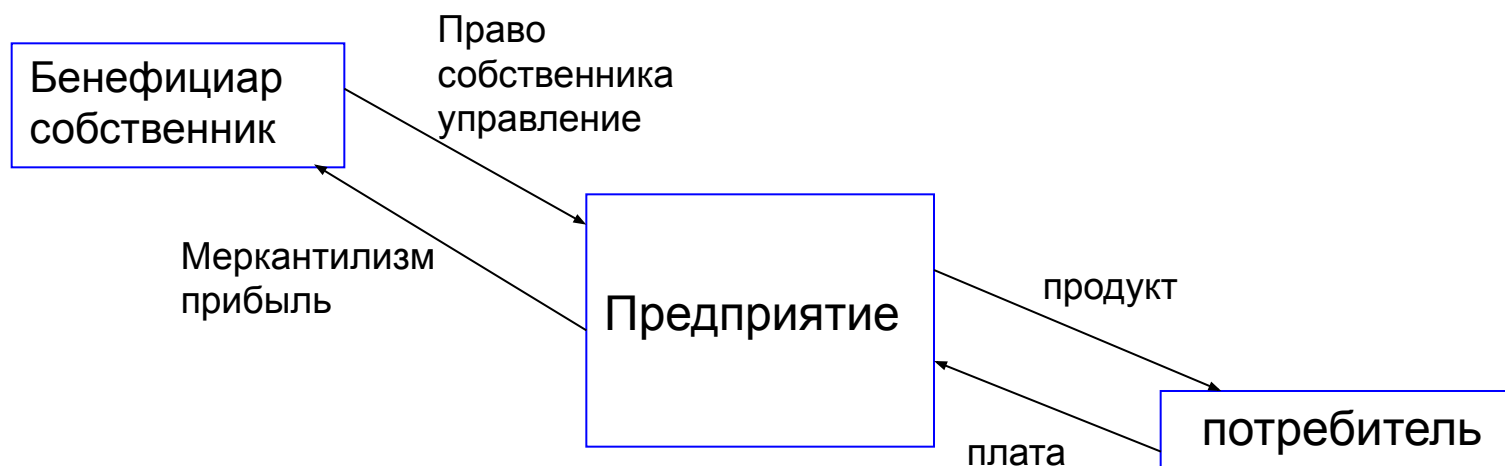 Право
собственника
управление
Бенефициар
собственник
Меркантилизм
прибыль
Предприятие
продукт
потребитель
плата